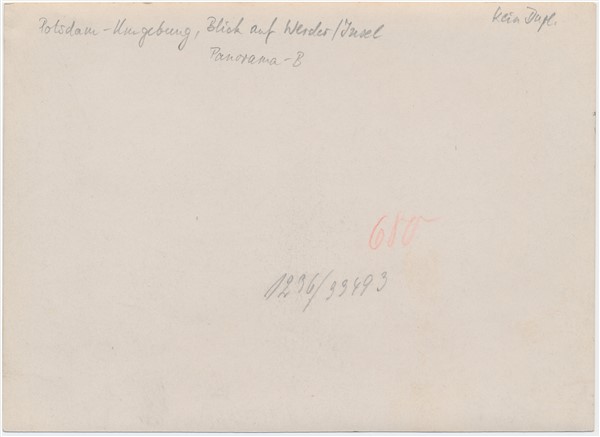 Potsdam-Umgebung, Blick auf Werder/Insel
Kein Dupl.
Panorama-B
650
1236/33493